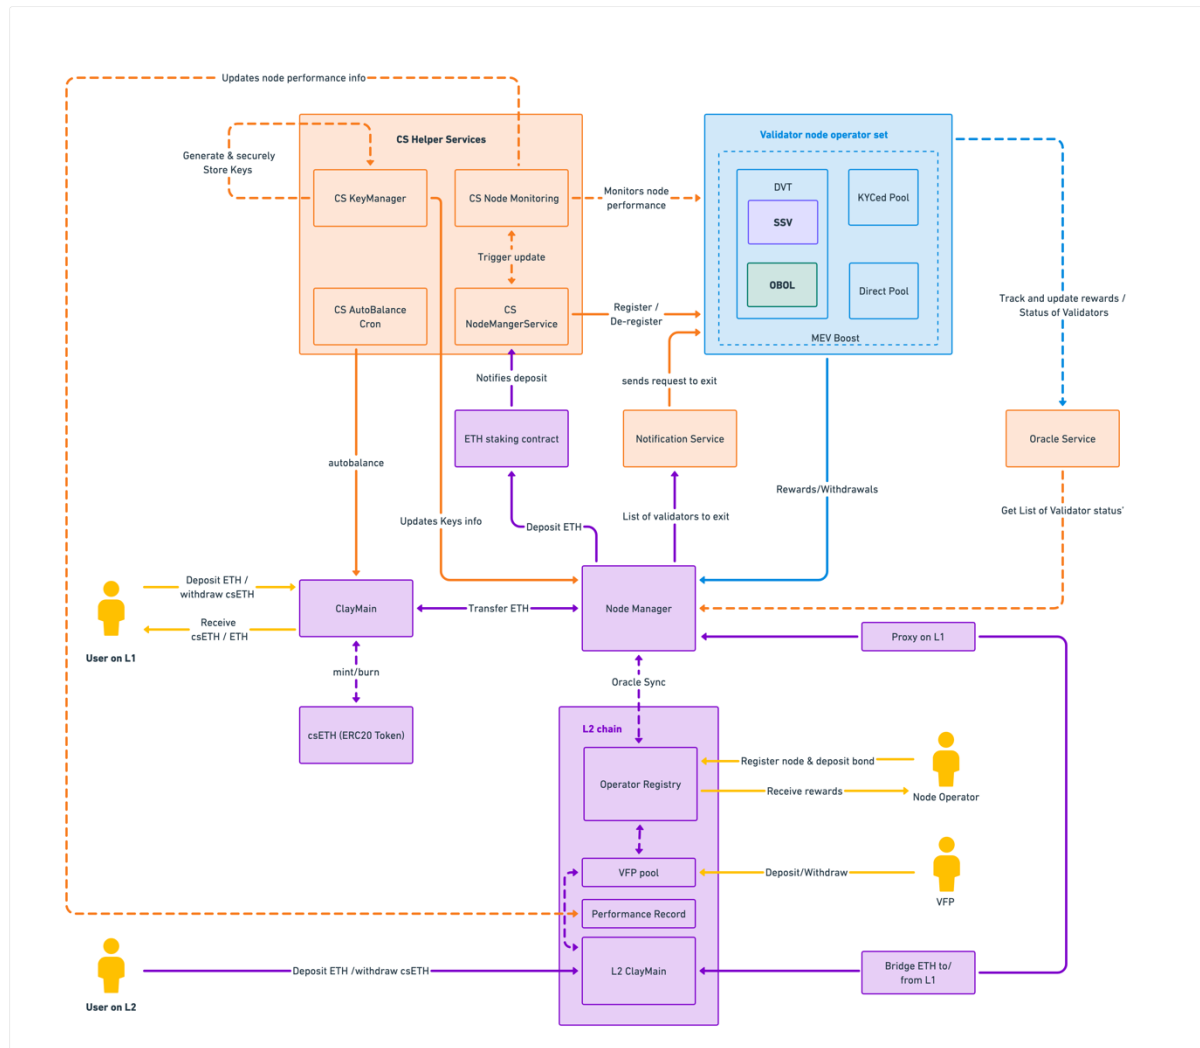 Updates node performance info
CS Helper Services
Validator node operator set
Generate & securely
Store Keys
CS KeyManager
CS Node Monitoring
Monitors node
performance
DVT
SSV
KYCed Pool
Trigger update
OBOL
Direct Pool
CS AutoBalance
Cron
CS
NodeMangerService
Register /
De-register
MEV Boost
Track and update rewards /
Status of Validators
Notifies deposit
sends request to exit
ETH staking contract
Notification Service
Oracle Service
autobalance
Rewards/Withdrawals
Updates Keys info
Deposit ETH
List of validators to exit
Get List of Validator status'
Deposit ETH /
withdraw csETH
ClayMain
Transfer ETH
Node Manager
Receive
csETH / ETH
Proxy on L1
User on L1
mint/burn
Oracle Sync
csETH (ERC20 Token)
L2 chain
Operator Registry
Register node & deposit bond
Receive rewards
Node Operator
VFP pool
Deposit/Withdraw
VFP
Performance Record
Deposit ETH /withdraw csETH
L2 ClayMain
Bridge ETH to/
from L1
User on L2